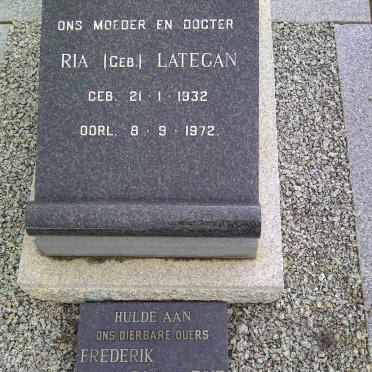 ONS MOEDER EN DOGTER
RIA (GEB.) LATEGAN
GEB. 21·1·1932
OORL. 8·9·1972.
HULDE AAN
ONS DIERBARE OUERS
FREDERIK